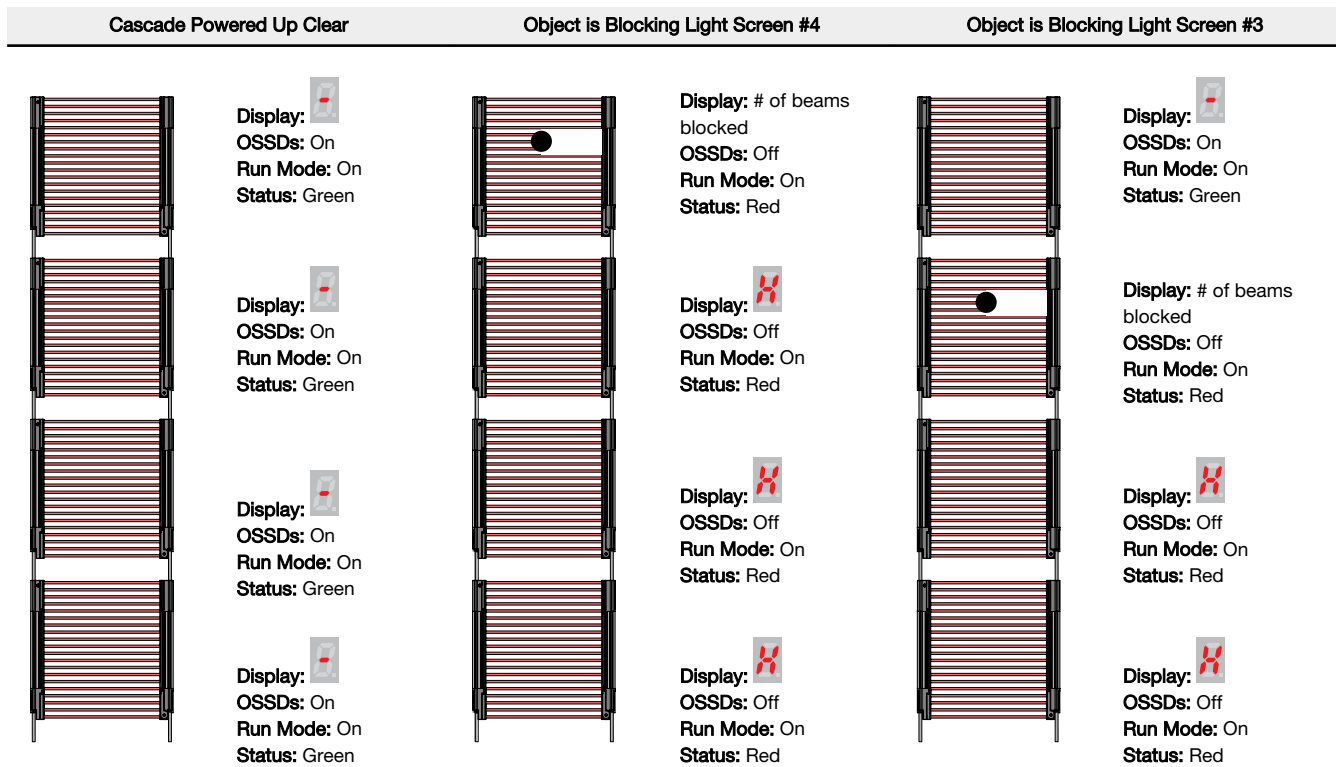 Cascade Powered Up Clear
Object is Blocking Light Screen #4
Object is Blocking Light Screen #3
Display: -
OSSDs: On
Run Mode: On
Status: Green
Display: # of beams
blocked
OSSDs: Off
Run Mode: On
Status: Red
Display: -
OSSDs: On
Run Mode: On
Status: Green
Display: -
OSSDs: On
Run Mode: On
Status: Green
Display: H
OSSDs: Off
Run Mode: On
Status: Red
Display: # of beams
blocked
OSSDs: Off
Run Mode: On
Status: Red
Display: -
OSSDs: On
Run Mode: On
Status: Green
Display: H
OSSDs: Off
Run Mode: On
Status: Red
Display: H
OSSDs: Off
Run Mode: On
Status: Red
Display: -
OSSDs: On
Run Mode: On
Status: Green
Display: H
OSSDs: Off
Run Mode: On
Status: Red
Display: H
OSSDs: Off
Run Mode: On
Status: Red